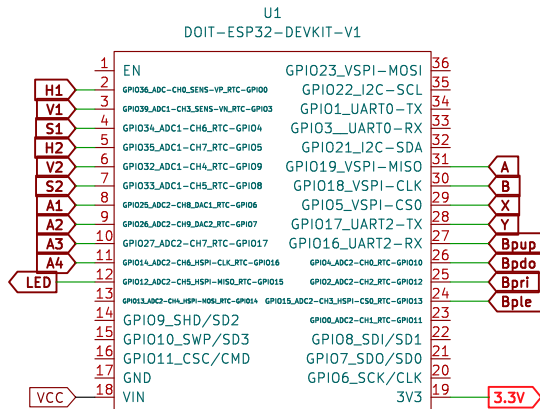 U1
DOIT-ESP32-DEVKIT-V1
1 EN GPIO23_VSPI-MOSI 36
H1 2 GPIO36_ADC-CH0_SENS-VP_RTC-GPIO0 GPIO22_I2C-SCL 35
V1 3 GPIO39_ADC1-CH3_SENS-VN_RTC-GPIO3 GPIO1_UART0-TX 34
S1 4 GPIO34_ADC1-CH6_RTC-GPIO4 GPIO3__UART0-RX 33
H2 5 GPIO35_ADC1-CH7_RTC-GPIO5 GPIO21_I2C-SDA 32
V2 6 GPIO32_ADC1-CH4_RTC-GPIO9 GPIO19_VSPI-MISO 31 A
S2 7 GPIO33_ADC1-CH5_RTC-GPIO8 GPIO18_VSPI-CLK 30 B
A1 8 GPIO25_ADC2-CH8_DAC1_RTC-GPIO6 GPIO5_VSPI-CS0 29 X
A2 9 GPIO26_ADC2-CH9_DAC2_RTC-GPIO7 GPIO17_UART2-TX 28 Y
A3 10 GPIO27_ADC2-CH7_RTC-GPIO17 GPIO16_UART2-RX 27 Bpup
A4 11 GPIO14_ADC2-CH6_HSPI-CLK_RTC-GPIO16 GPIO4_ADC2-CH0_RTC-GPIO10 26 Bpdo
LED 12 GPIO12_ADC2-CH5_HSPI-MISO_RTC-GPIO15 GPIO2_ADC2-CH2_RTC-GPIO12 25 Bpri
13 GPIO13_ADC2-CH4_HSPI-MOSI_RTC-GPIO14 GPIO15_ADC2-CH3_HSPI-CS0_RTC-GPIO13 24 Bple
14 GPIO9_SHD/SD2 GPIO0_ADC2-CH1_RTC-GPIO11 23
15 GPIO10_SWP/SD3 GPIO8_SDI/SD1 22
16 GPIO11_CSC/CMD GPIO7_SDO/SD0 21
17 GND GPIO6_SCK/CLK 20
VCC 18 VIN 3V3 19 3.3V